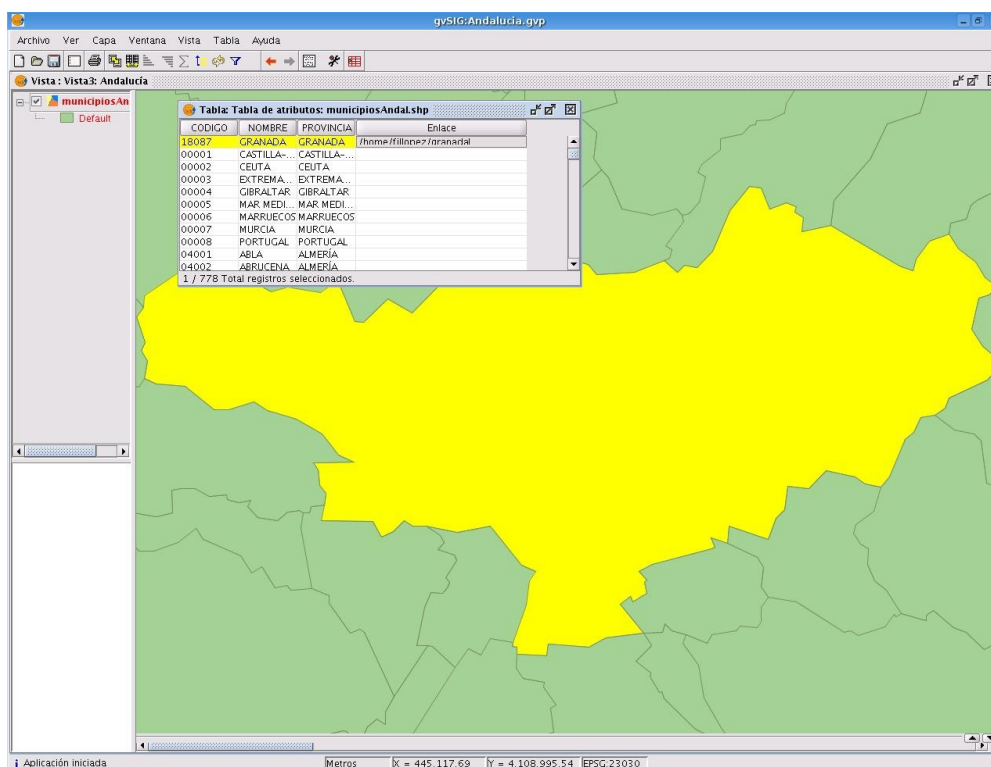 gvSIG:Andalucia.gvp
Archivo Ver Capa Ventana Vista Tabla Ayuda
Vista : Vista3: Andalucía
municipiosAn
Default
Tabla: Tabla de atributos: municipiosAndal.shp
CODIGO NOMBRE PROVINCIA Enlace
18087 GRANADA GRANADA /home/fillopez/granadal
00001 CASTILLA-... CASTILLA-...
00002 CEUTA CEUTA
00003 EXTREMA... EXTREMA...
00004 GIBRALTAR GIBRALTAR
00005 MAR MEDI... MAR MEDI...
00006 MARRUECOS MARRUECOS
00007 MURCIA MURCIA
00008 PORTUGAL PORTUGAL
04001 ABLA ALMERÍA
04002 ABRUCENA ALMERÍA
1 / 778 Total registros seleccionados.
Aplicación iniciada Metros X = 445.117,69 Y = 4.108.995,54 EPSG:23030